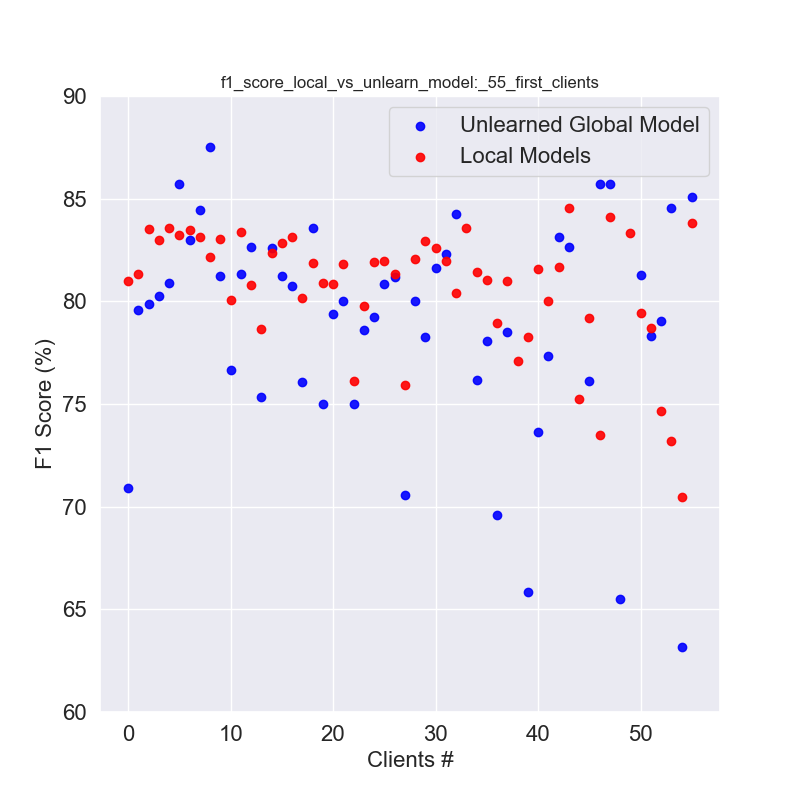 f1_score_local_vs_unlearn_model:_55_first_clients
90
Unlearned Global Model
Local Models
85
80
75
70
65
60
F1 Score (%)
0 10 20 30 40 50
Clients #